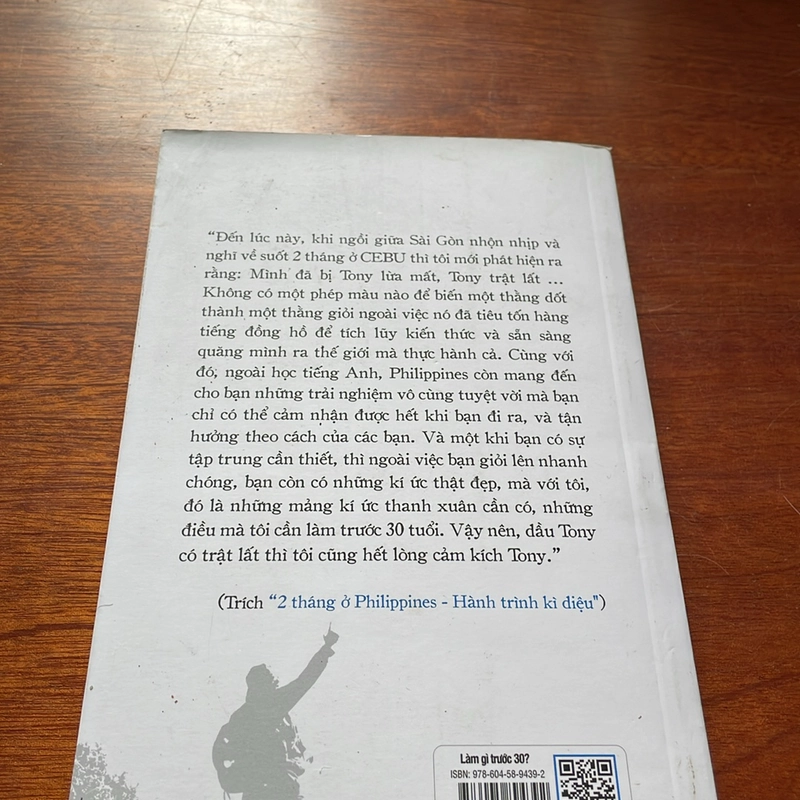 “Đến lúc này, khi ngồi giữa Sài Gòn nhộn nhịp và
nghĩ về suốt 2 tháng ở CEBU thì tôi mới phát hiện ra
rằng: Mình đã bị Tony lừa mất, Tony trật lất ...
Không có một phép màu nào để biến một thằng dốt
thành một thằng giỏi ngoài việc nó đã tiêu tốn hàng
tiếng đồng hồ để tích lũy kiến thức và sẵn sàng
quăng mình ra thế giới mà thực hành cả. Cùng với
đó, ngoài học tiếng Anh, Philippines còn mang đến
cho bạn những trải nghiệm vô cùng tuyệt vời mà bạn
chỉ có thể cảm nhận được hết khi bạn đi ra, và tận
hưởng theo cách của các bạn. Và một khi bạn có sự
tập trung cần thiết, thì ngoài việc bạn giỏi lên nhanh
chóng, bạn còn có những kí ức thật đẹp, mà với tôi,
đó là những mảng kí ức thanh xuân cần có, những
điều mà tôi cần làm trước 30 tuổi. Vậy nên, dầu Tony
có trật lất thì tôi cũng hết lòng cảm kích Tony.”
(Trích “2 tháng ở Philippines - Hành trình kì diệu")
Làm gì trước 30?
ISBN: 978-604-58-9439-2